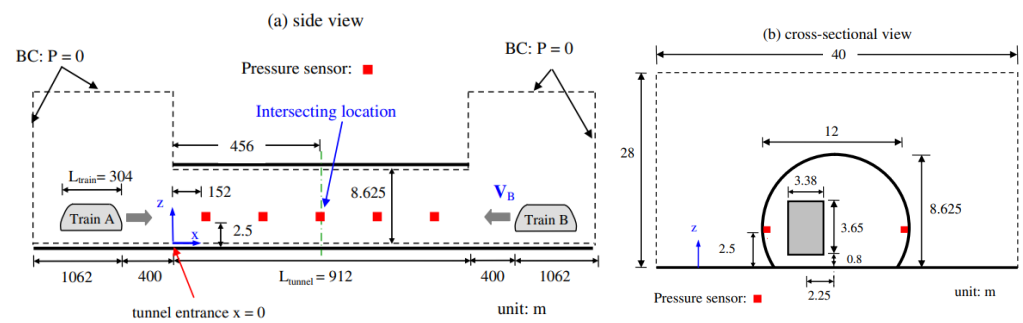 (a) side view
BC: P = 0
BC: P = 0
Pressure sensor:
Intersecting location
456
L_train= 304
152
8.625
V_B
z
Train A
2.5
x
Train B
1062
400
L_tunnel = 912
400
1062
tunnel entrance x = 0
unit: m
(b) cross-sectional view
40
12
28
3.38
8.625
3.65
z
2.5
0.8
2.25
Pressure sensor:
unit: m